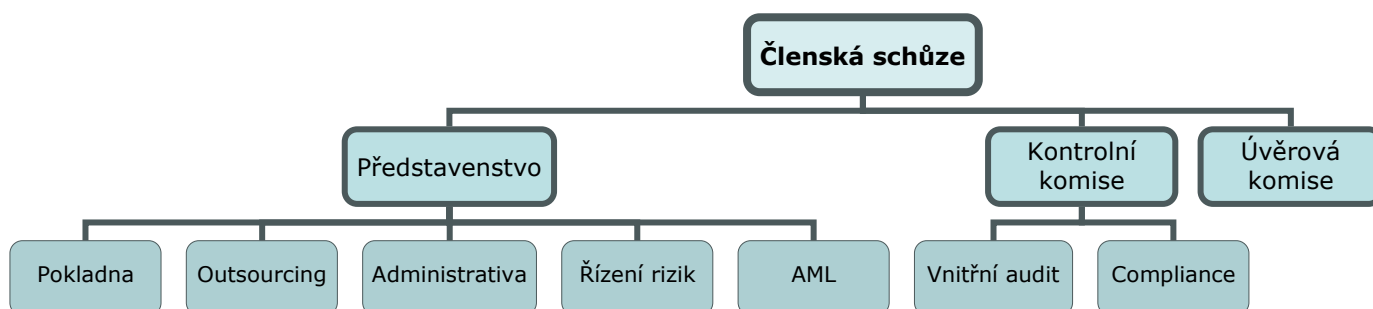 Členská schůze
Představenstvo
Kontrolní
komise
Úvěrová
komise
Pokladna
Outsourcing
Administrativa
Řízení rizik
AML
Vnitřní audit
Compliance